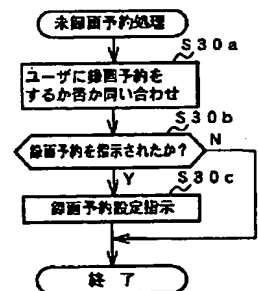 未録画予約処理
S30a
ユーザに録画予約を
するか否か問い合わせ
S30b
録画予約を指示されたか?
N
Y
S30c
録画予約設定指示
終了